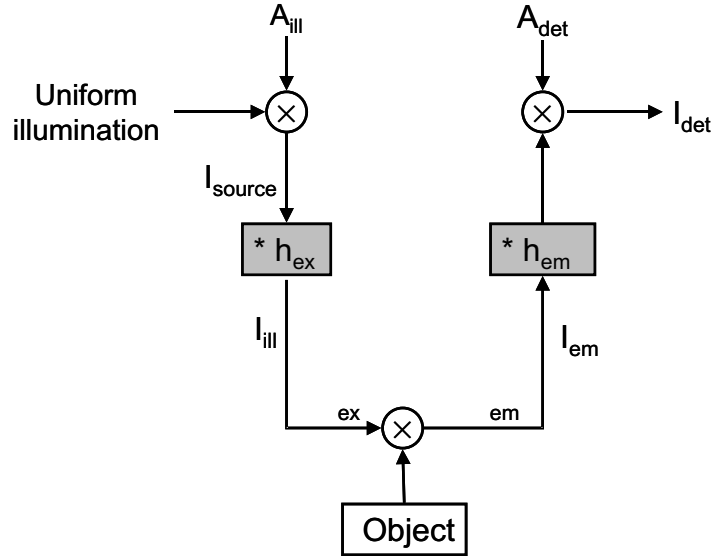 A_ill
A_det
Uniform
illumination
×
×
I_det
I_source
* h_ex
* h_em
I_ill
I_em
ex
em
×
Object